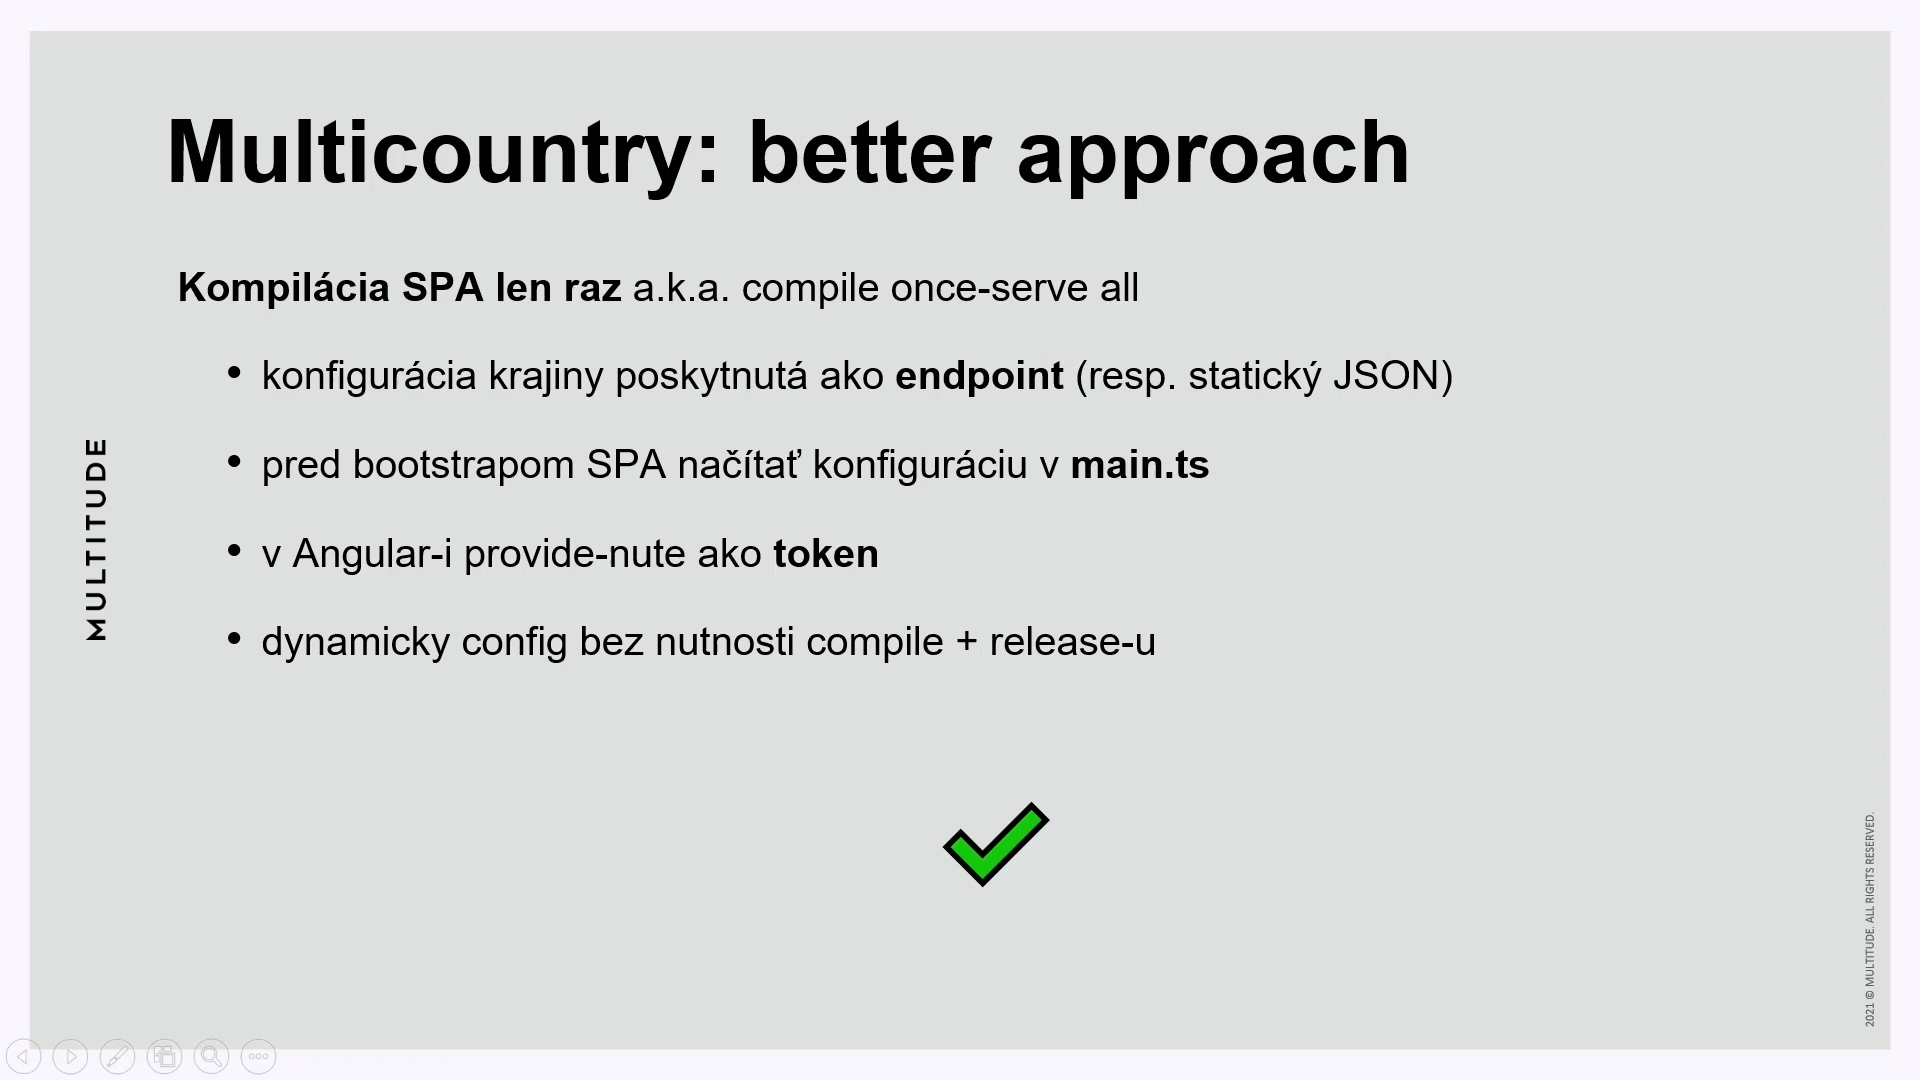 Multicountry: better approach
Kompilácia SPA len raz a.k.a. compile once-serve all
• konfigurácia krajiny poskytnutá ako endpoint (resp. statický JSON)
• pred bootstrapom SPA načítať konfiguráciu v main.ts
• v Angular-i provide-nute ako token
• dynamicky config bez nutnosti compile + release-u
MULTITUDE
2021 © MULTITUDE. ALL RIGHTS RESERVED.